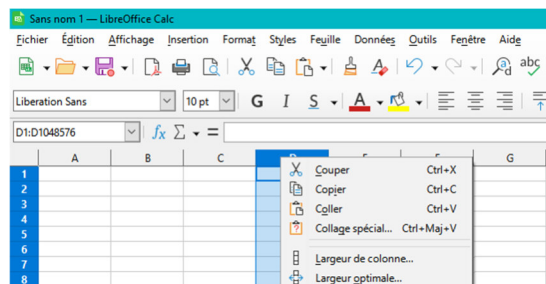 Sans nom 1 — LibreOffice Calc
Fichier Édition Affichage Insertion Format Styles Feuille Données Outils Fenêtre Aide
abc
Liberation Sans 10 pt G I S A
D1:D1048576 fx Σ =
A B C G
1 Couper Ctrl+X
2 Copier Ctrl+C
3 Coller Ctrl+V
4 Collage spécial... Ctrl+Maj+V
5
6 Largeur de colonne...
7 Largeur optimale...
8